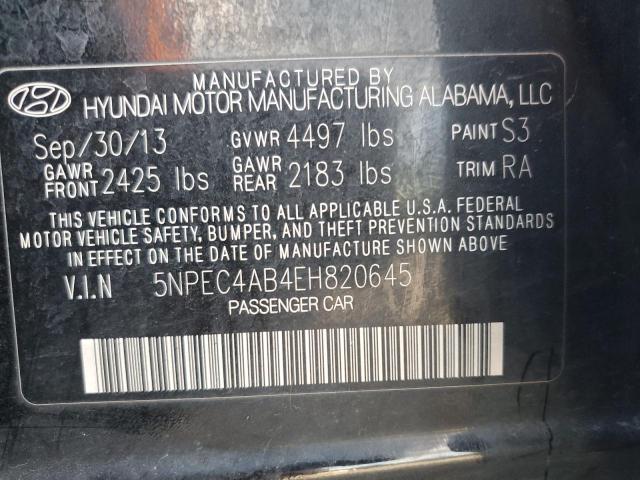 MANUFACTURED BY
HYUNDAI MOTOR MANUFACTURING ALABAMA, LLC
Sep/30/13 GVWR 4497 lbs PAINT S3
GAWR FRONT 2425 lbs GAWR REAR 2183 lbs TRIM RA
THIS VEHICLE CONFORMS TO ALL APPLICABLE U.S.A. FEDERAL
MOTOR VEHICLE SAFETY, BUMPER, AND THEFT PREVENTION STANDARDS
IN EFFECT ON THE DATE OF MANUFACTURE SHOWN ABOVE
V.I.N 5NPEC4AB4EH820645
PASSENGER CAR